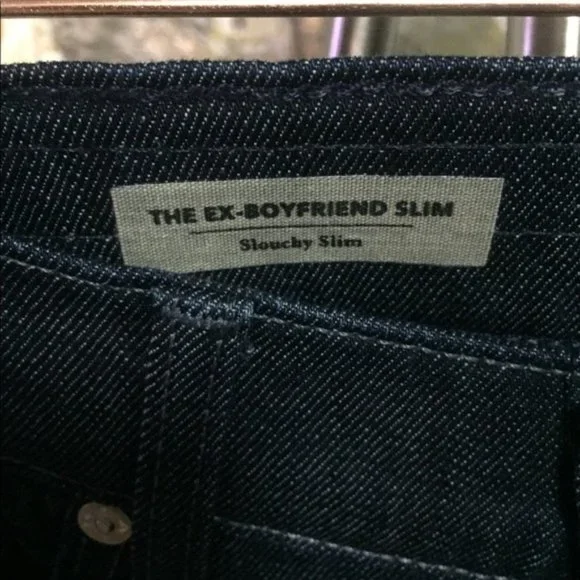 THE EX-BOYFRIEND SLIM
Slouchy Slim